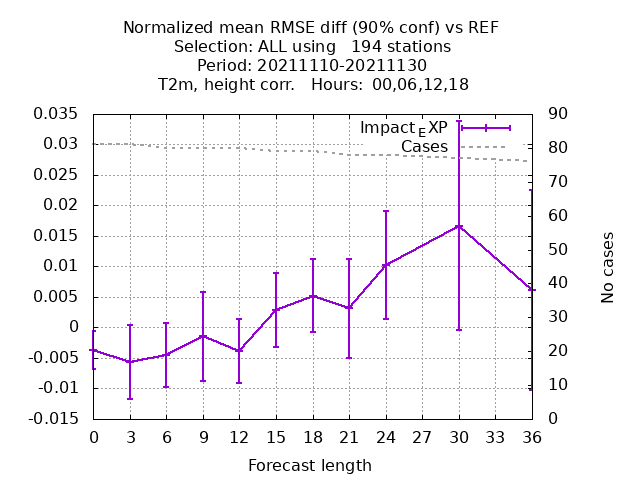 Normalized mean RMSE diff (90% conf) vs REF
Selection: ALL using   194 stations
Period: 20211110-20211130
T2m, height corr.   Hours: 00,06,12,18
Impact_EXP
Cases
0.035
0.03
0.025
0.02
0.015
0.01
0.005
0
-0.005
-0.01
-0.015
90
80
70
60
50
40
30
20
10
0
No cases
0 3 6 9 12 15 18 21 24 27 30 33 36
Forecast length